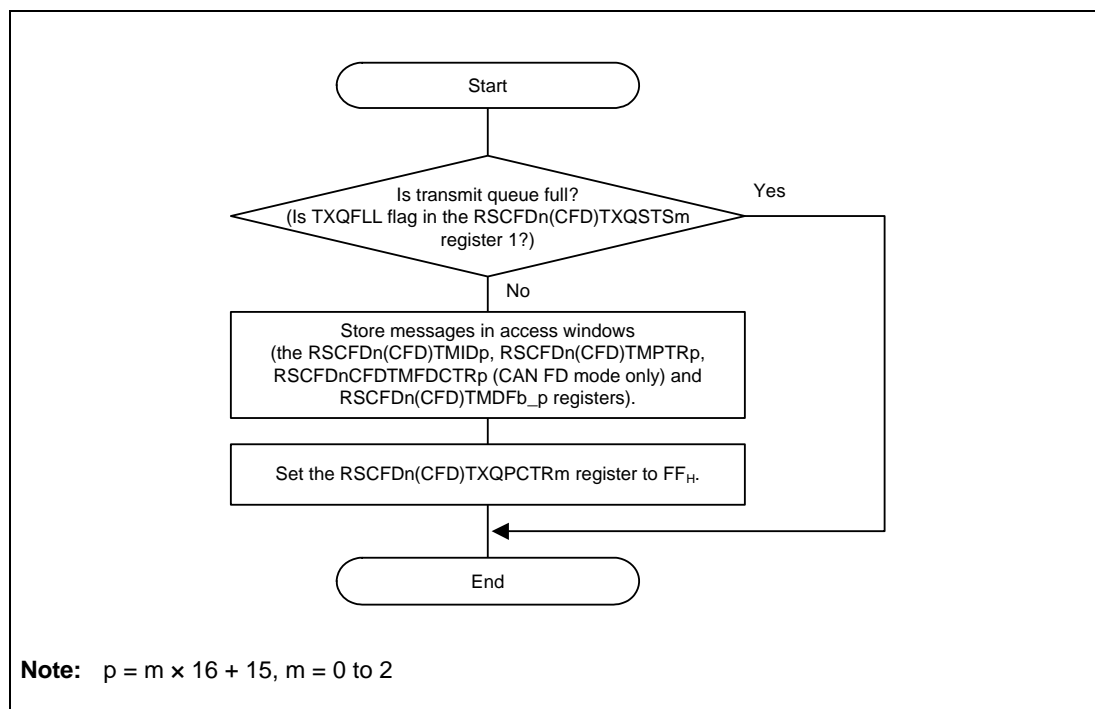 Start
Is transmit queue full?
(Is TXQFLL flag in the RSCFDn(CFD)TXQSTSm
register 1?)
Yes
No
Store messages in access windows
(the RSCFDn(CFD)TMIDp, RSCFDn(CFD)TMPTRp,
RSCFDnCFDTMFDCTRp (CAN FD mode only) and
RSCFDn(CFD)TMDFb_p registers).
Set the RSCFDn(CFD)TXQPCTRm register to FFH.
End
Note: p = m × 16 + 15, m = 0 to 2